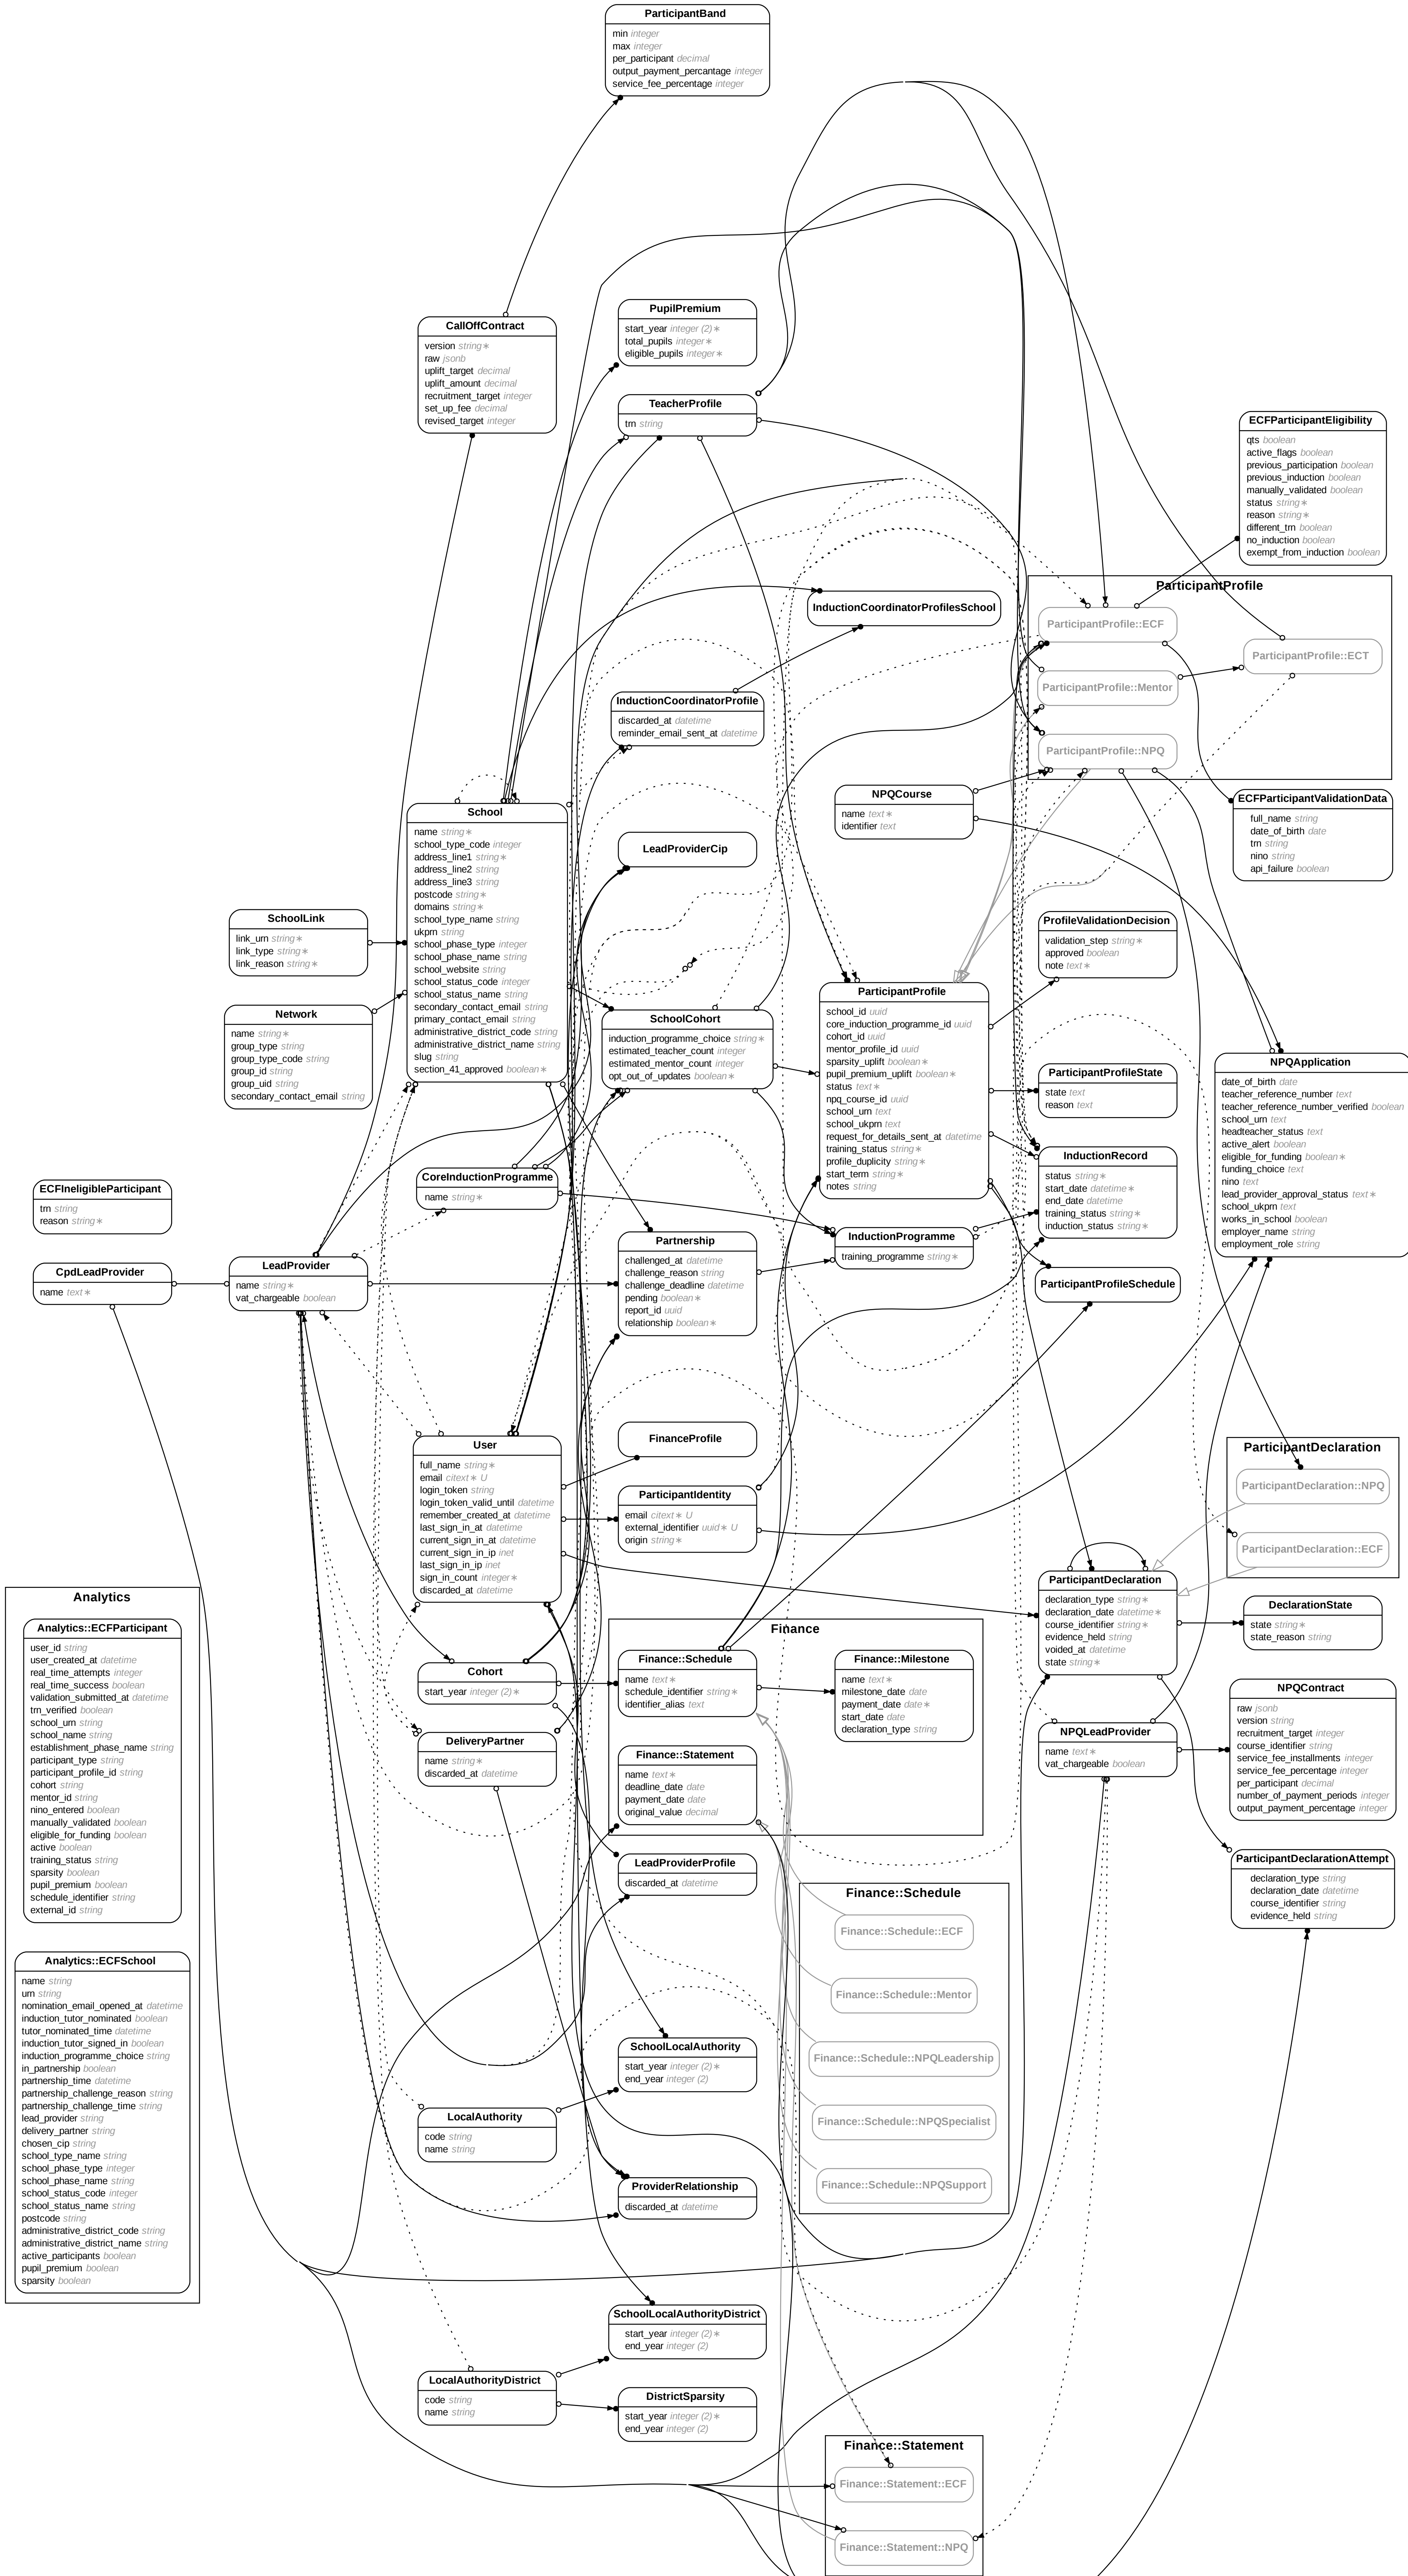 ParticipantBand
min integer
max integer
per_participant decimal
output_payment_percantage integer
service_fee_percentage integer
CallOffContract
version string∗
raw jsonb
uplift_target decimal
uplift_amount decimal
recruitment_target integer
set_up_fee decimal
revised_target integer
PupilPremium
start_year integer (2)∗
total_pupils integer∗
eligible_pupils integer∗
TeacherProfile
trn string
ECFParticipantEligibility
qts boolean
active_flags boolean
previous_participation boolean
previous_induction boolean
manually_validated boolean
status string∗
reason string∗
different_trn boolean
no_induction boolean
exempt_from_induction boolean
ParticipantProfile
ParticipantProfile::ECF
ParticipantProfile::ECT
ParticipantProfile::Mentor
ParticipantProfile::NPQ
InductionCoordinatorProfilesSchool
InductionCoordinatorProfile
discarded_at datetime
reminder_email_sent_at datetime
NPQCourse
name text∗
identifier text
ECFParticipantValidationData
full_name string
date_of_birth date
trn string
nino string
api_failure boolean
School
name string∗
school_type_code integer
address_line1 string∗
address_line2 string
address_line3 string
postcode string∗
domains string∗
school_type_name string
ukprn string
school_phase_type integer
school_phase_name string
school_website string
school_status_code integer
school_status_name string
secondary_contact_email string
primary_contact_email string
administrative_district_code string
administrative_district_name string
slug string
section_41_approved boolean∗
LeadProviderCip
SchoolLink
link_urn string∗
link_type string∗
link_reason string∗
Network
name string∗
group_type string
group_type_code string
group_id string
group_uid string
secondary_contact_email string
SchoolCohort
induction_programme_choice string∗
estimated_teacher_count integer
estimated_mentor_count integer
opt_out_of_updates boolean∗
ParticipantProfile
school_id uuid
core_induction_programme_id uuid
cohort_id uuid
mentor_profile_id uuid
sparsity_uplift boolean∗
pupil_premium_uplift boolean∗
status text∗
npq_course_id uuid
school_urn text
school_ukprn text
request_for_details_sent_at datetime
training_status string∗
profile_duplicity string∗
start_term string∗
notes string
ProfileValidationDecision
validation_step string∗
approved boolean
note text∗
ParticipantProfileState
state text
reason text
InductionRecord
status string∗
start_date datetime∗
end_date datetime
training_status string∗
induction_status string∗
NPQApplication
date_of_birth date
teacher_reference_number text
teacher_reference_number_verified boolean
school_urn text
headteacher_status text
active_alert boolean
eligible_for_funding boolean∗
funding_choice text
nino text
lead_provider_approval_status text∗
school_ukprn text
works_in_school boolean
employer_name string
employment_role string
ECFIneligibleParticipant
trn string
reason string∗
CoreInductionProgramme
name string∗
CpdLeadProvider
name text∗
LeadProvider
name string∗
vat_chargeable boolean
Partnership
challenged_at datetime
challenge_reason string
challenge_deadline datetime
pending boolean∗
report_id uuid
relationship boolean∗
InductionProgramme
training_programme string∗
ParticipantProfileSchedule
User
full_name string∗
email citext∗ U
login_token string
login_token_valid_until datetime
remember_created_at datetime
last_sign_in_at datetime
current_sign_in_at datetime
current_sign_in_ip inet
last_sign_in_ip inet
sign_in_count integer∗
discarded_at datetime
FinanceProfile
ParticipantIdentity
email citext∗ U
external_identifier uuid∗ U
origin string∗
ParticipantDeclaration
ParticipantDeclaration::NPQ
ParticipantDeclaration::ECF
ParticipantDeclaration
declaration_type string∗
declaration_date datetime∗
course_identifier string∗
evidence_held string
voided_at datetime
state string∗
DeclarationState
state string∗
state_reason string
Analytics
Analytics::ECFParticipant
user_id string
user_created_at datetime
real_time_attempts integer
real_time_success boolean
validation_submitted_at datetime
trn_verified boolean
school_urn string
school_name string
establishment_phase_name string
participant_type string
participant_profile_id string
cohort string
mentor_id string
nino_entered boolean
manually_validated boolean
eligible_for_funding boolean
active boolean
training_status string
sparsity boolean
pupil_premium boolean
schedule_identifier string
external_id string
Analytics::ECFSchool
name string
urn string
nomination_email_opened_at datetime
induction_tutor_nominated boolean
tutor_nominated_time datetime
induction_tutor_signed_in boolean
induction_programme_choice string
in_partnership boolean
partnership_time datetime
partnership_challenge_reason string
partnership_challenge_time string
lead_provider string
delivery_partner string
chosen_cip string
school_type_name string
school_phase_type integer
school_phase_name string
school_status_code integer
school_status_name string
postcode string
administrative_district_code string
administrative_district_name string
active_participants boolean
pupil_premium boolean
sparsity boolean
Cohort
start_year integer (2)∗
DeliveryPartner
name string∗
discarded_at datetime
Finance
Finance::Schedule
name text∗
schedule_identifier string∗
identifier_alias text
Finance::Milestone
name text∗
milestone_date date
payment_date date∗
start_date date
declaration_type string
Finance::Statement
name text∗
deadline_date date
payment_date date
original_value decimal
NPQLeadProvider
name text∗
vat_chargeable boolean
NPQContract
raw jsonb
version string
recruitment_target integer
course_identifier string
service_fee_installments integer
service_fee_percentage integer
per_participant decimal
number_of_payment_periods integer
output_payment_percentage integer
ParticipantDeclarationAttempt
declaration_type string
declaration_date datetime
course_identifier string
evidence_held string
LeadProviderProfile
discarded_at datetime
Finance::Schedule
Finance::Schedule::ECF
Finance::Schedule::Mentor
Finance::Schedule::NPQLeadership
Finance::Schedule::NPQSpecialist
Finance::Schedule::NPQSupport
SchoolLocalAuthority
start_year integer (2)∗
end_year integer (2)
LocalAuthority
code string
name string
ProviderRelationship
discarded_at datetime
SchoolLocalAuthorityDistrict
start_year integer (2)∗
end_year integer (2)
LocalAuthorityDistrict
code string
name string
DistrictSparsity
start_year integer (2)∗
end_year integer (2)
Finance::Statement
Finance::Statement::ECF
Finance::Statement::NPQ